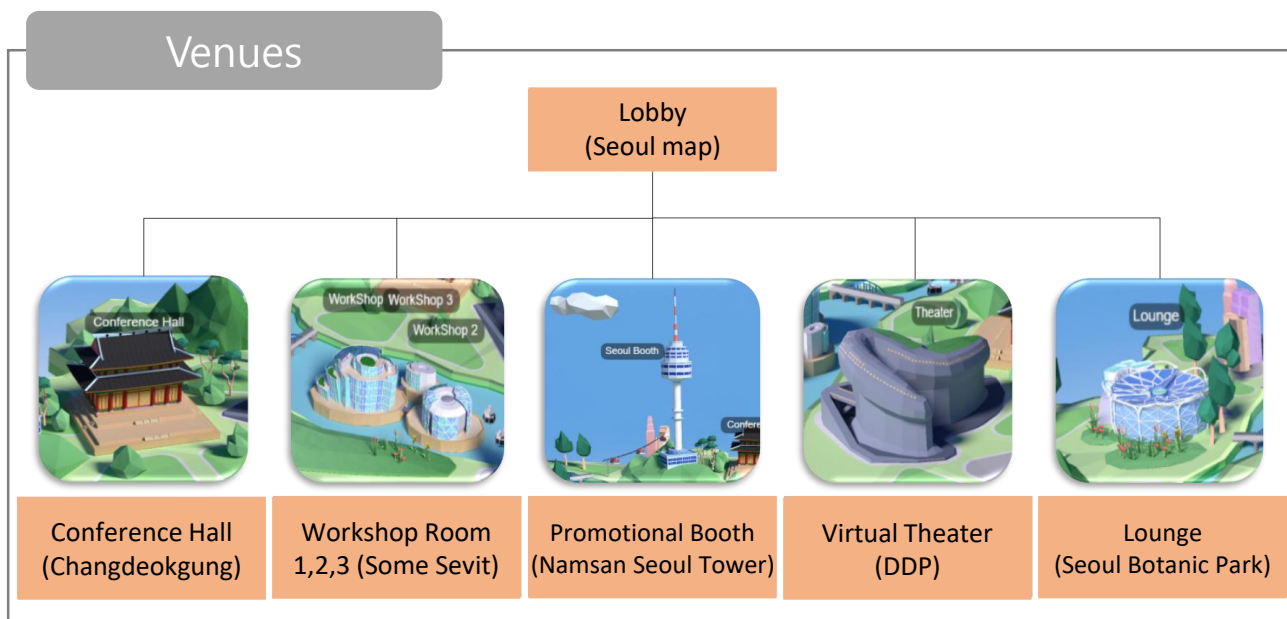 Venues
Lobby
(Seoul map)
Conference Hall
WorkShop
WorkShop 3
WorkShop 2
Seoul Booth
Confere
Theater
Lounge
Conference Hall
(Changdeokgung)
Workshop Room
1,2,3 (Some Sevit)
Promotional Booth
(Namsan Seoul Tower)
Virtual Theater
(DDP)
Lounge
(Seoul Botanic Park)